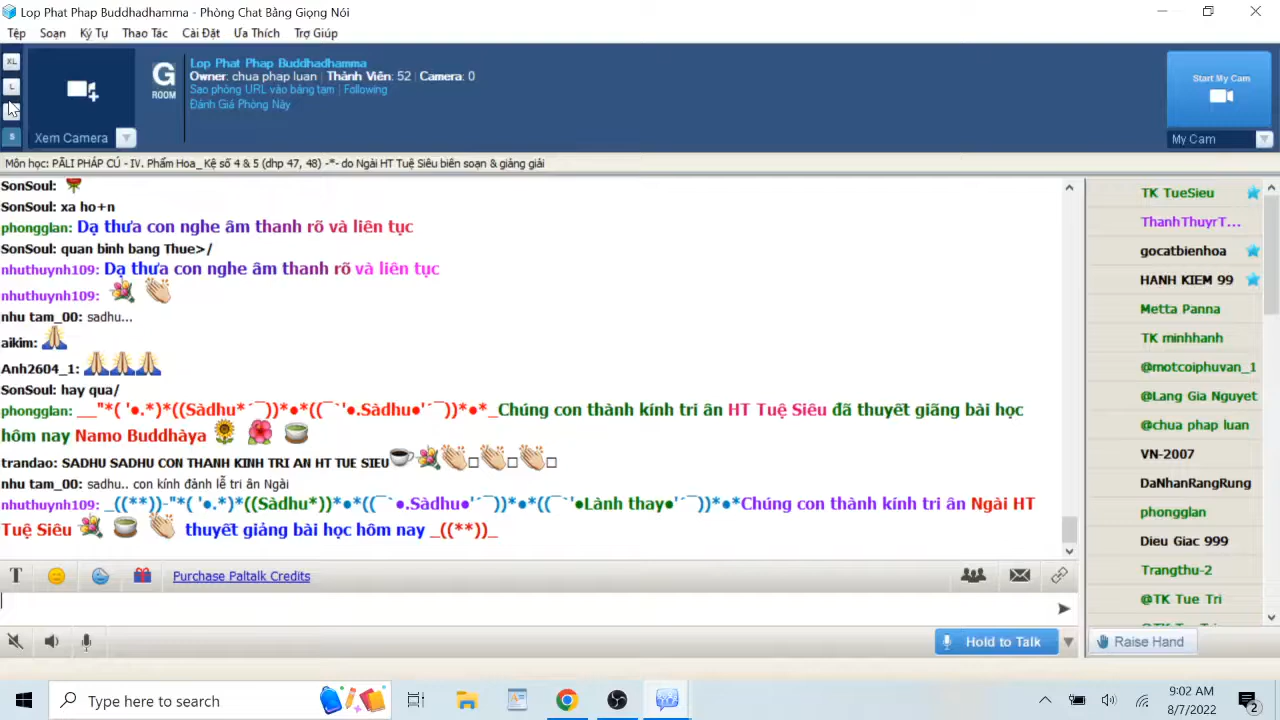 Lop Phat Phap Buddhadhamma - Phòng Chat Bằng Giọng Nói
Tệp Soạn Ký Tự Thao Tác Cài Đặt Ưa Thích Trợ Giúp
XL
L
S
Xem Camera
G
ROOM
Lop Phat Phap Buddhadhamma
Owner: chua phap luan | Thành Viên: 52 | Camera: 0
Sao phòng URL vào bảng tạm | Following
Đánh Giá Phòng Này
Start My Cam
My Cam
Môn học: PĀLI PHÁP CÚ - IV. Phẩm Hoa_ Kệ số 4 & 5 (dhp 47, 48) -*- do Ngài HT Tuệ Siêu biên soạn & giảng giải
SonSoul:
SonSoul: xa ho+n
phongglan: Dạ thưa con nghe âm thanh rõ và liên tục
SonSoul: quan binh bang Thue>/
nhuthuynh109: Dạ thưa con nghe âm thanh rõ và liên tục
nhuthuynh109:
nhu tam_00: sadhu...
aikim:
Anh2604_1:
SonSoul: hay qua/
phongglan: __"*( '●.*)*((Sàdhu*´¯))*●*((¯`'●.Sàdhu●'´¯))*●*_Chúng con thành kính tri ân HT Tuệ Siêu đã thuyết giãng bài học
hôm nay Namo Buddhàya
trandao: SADHU SADHU CON THANH KINH TRI AN HT TUE SIEU
nhu tam_00: sadhu.. con kính đảnh lễ tri ân Ngài
nhuthuynh109: _((**))-"*( '●.*)*((Sàdhu*))*●*((¯`●.Sàdhu●'´¯))*●*((¯`'●Lành thay●'´¯))*●*Chúng con thành kính tri ân Ngài HT
Tuệ Siêu thuyết giảng bài học hôm nay _((**))_
TK TueSieu
ThanhThuyrT...
gocatbienhoa
HANH KIEM 99
Metta Panna
TK minhhanh
@motcoiphuvan_1
@Lang Gia Nguyet
@chua phap luan
VN-2007
DaNhanRangRung
phongglan
Dieu Giac 999
Trangthu-2
@TK Tue Tri
T Purchase Paltalk Credits
Hold to Talk
Raise Hand
Type here to search
9:02 AM
8/7/2022
2